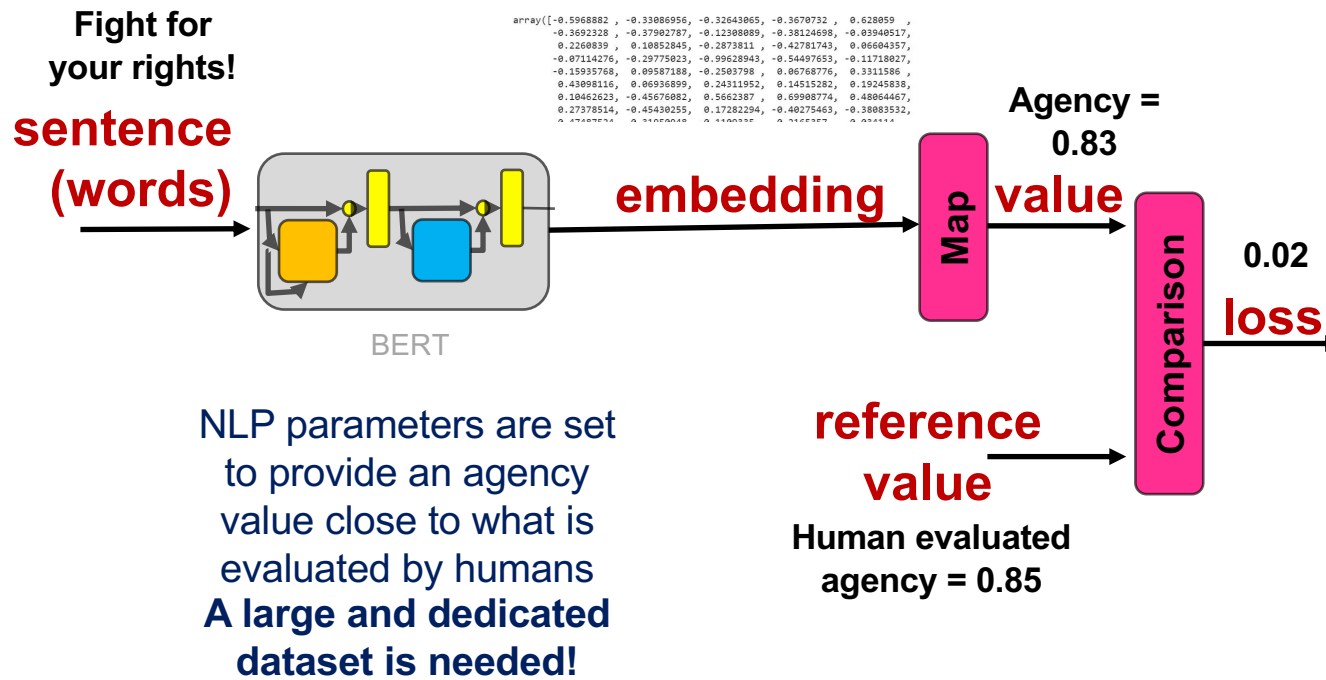 Fight for
your rights!
sentence
(words)
array([-0.5968882 , -0.33086956, -0.32643065, -0.3670732 , 0.628059 ,
-0.3692328 , -0.37902787, -0.12308089, -0.38124698, -0.03940517,
0.2260839 , 0.10852845, -0.2873811 , -0.42781743, 0.06604357,
-0.07114276, -0.29775023, -0.99628943, -0.54497653, -0.11718027,
-0.15935768, 0.09587188, -0.2503798 , 0.06768776, 0.3311586 ,
0.43098116, 0.06936899, 0.24311952, 0.14515282, 0.19245838,
0.10462623, -0.45676082, 0.5662387 , 0.69908774, 0.48064467,
0.27378514, -0.45430255, 0.17282294, -0.40275463, -0.3808353​2,
BERT
embedding
Map
Agency =
0.83
value
Comparison
0.02
loss
reference
value
Human evaluated
agency = 0.85
NLP parameters are set
to provide an agency
value close to what is
evaluated by humans
A large and dedicated
dataset is needed!